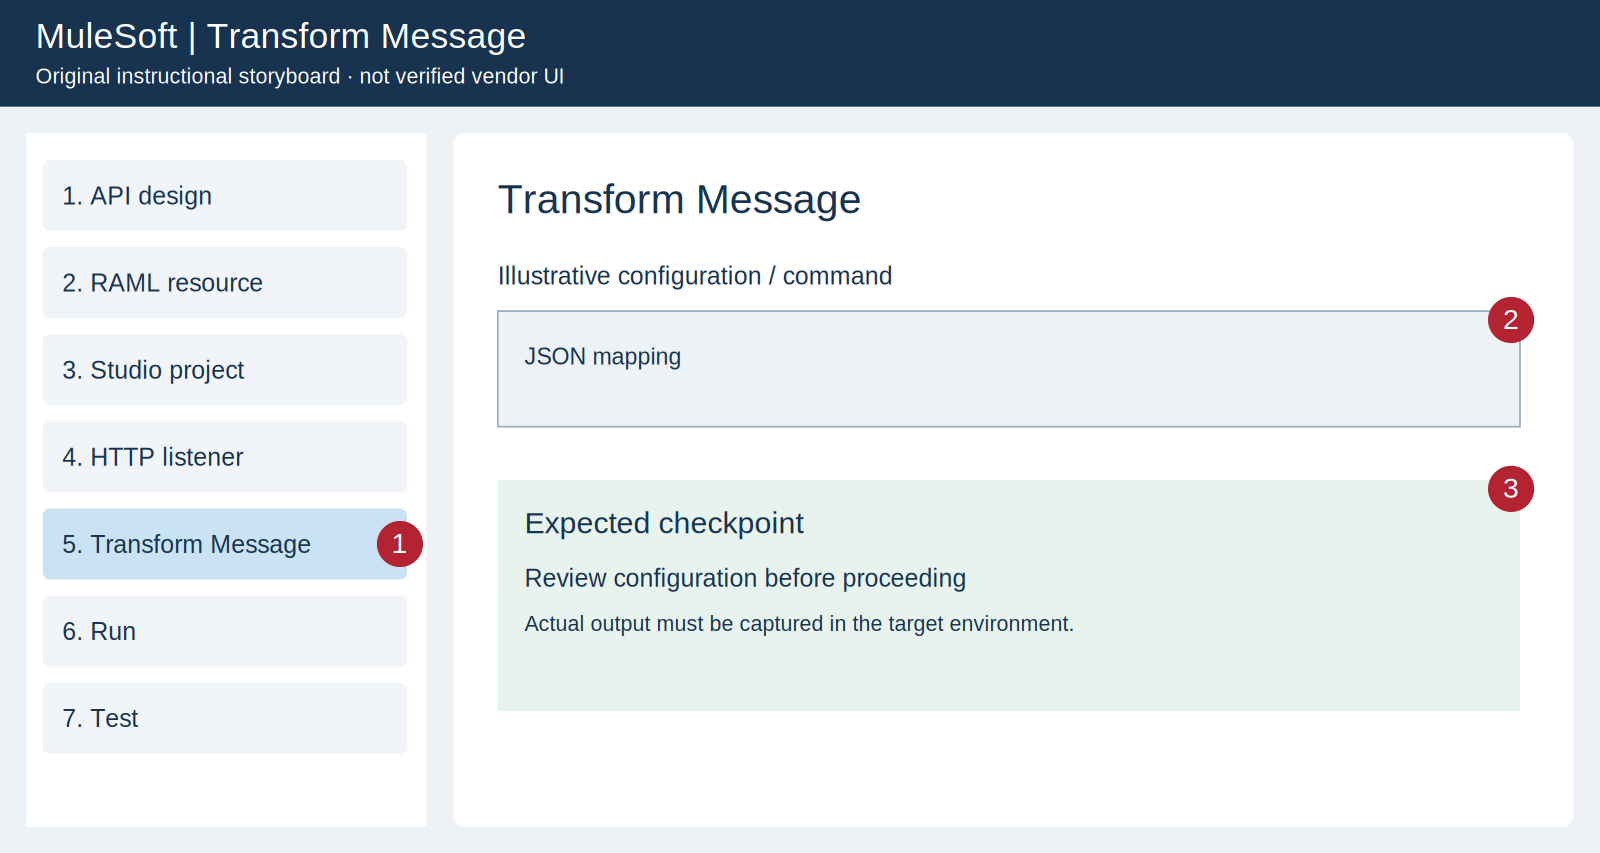 MuleSoft | Transform Message
Original instructional storyboard · not verified vendor UI
1. API design
2. RAML resource
3. Studio project
4. HTTP listener
5. Transform Message
1
6. Run
7. Test
Transform Message
Illustrative configuration / command
2
JSON mapping
3
Expected checkpoint
Review configuration before proceeding
Actual output must be captured in the target environment.